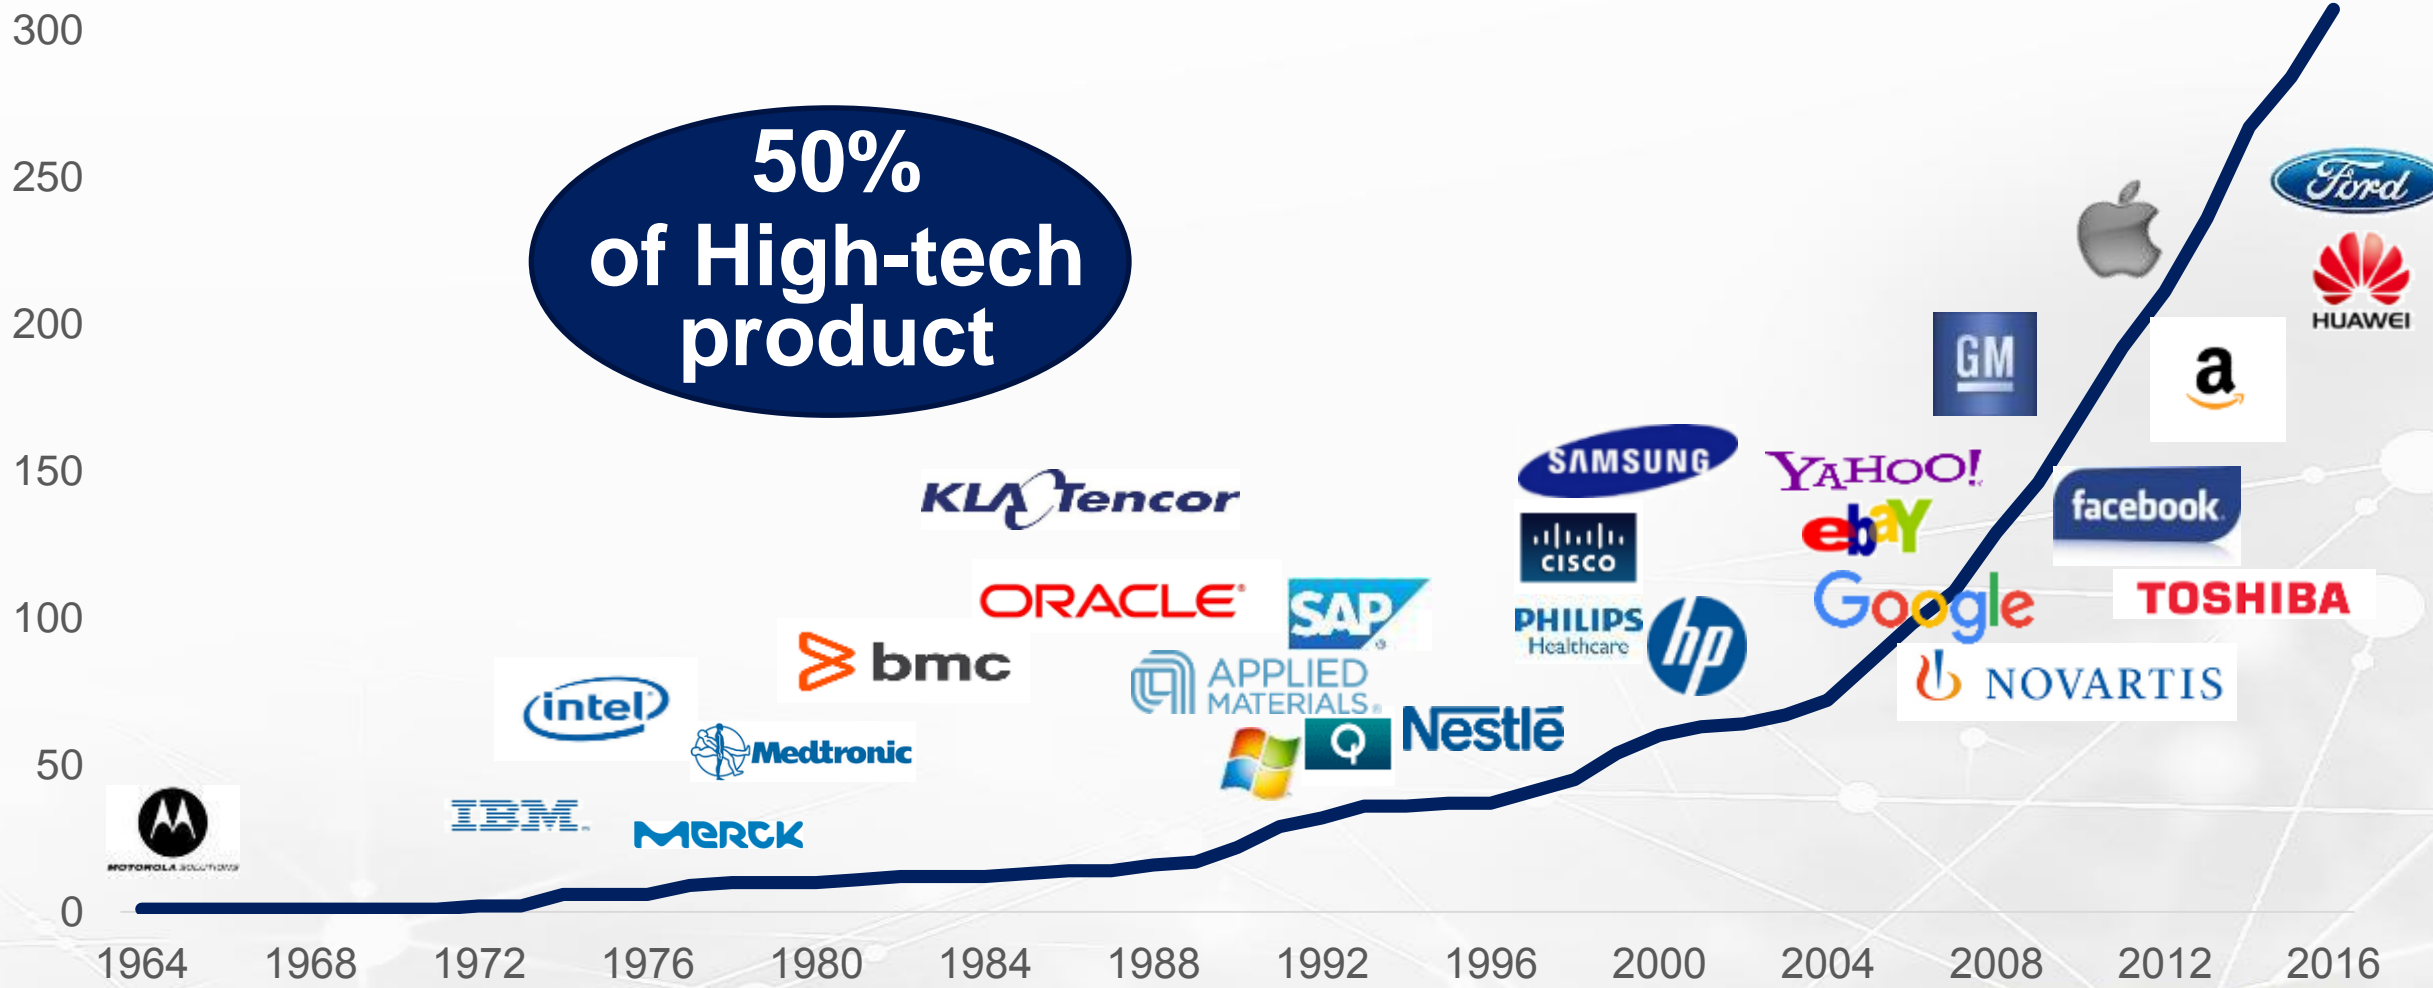 300
250
200
150
100
50
0
50%
of High-tech
product
MOTOROLA SOLUTIONS
IBM
intel
MERCK
Medtronic
bmc
KLA Tencor
ORACLE
APPLIED
MATERIALS
SAP
Q
Nestlé
SAMSUNG
CISCO
PHILIPS
Healthcare
hp
YAHOO!
ebaY
Google
NOVARTIS
GM
facebook
TOSHIBA
a
Ford
HUAWEI
1964 1968 1972 1976 1980 1984 1988 1992 1996 2000 2004 2008 2012 2016